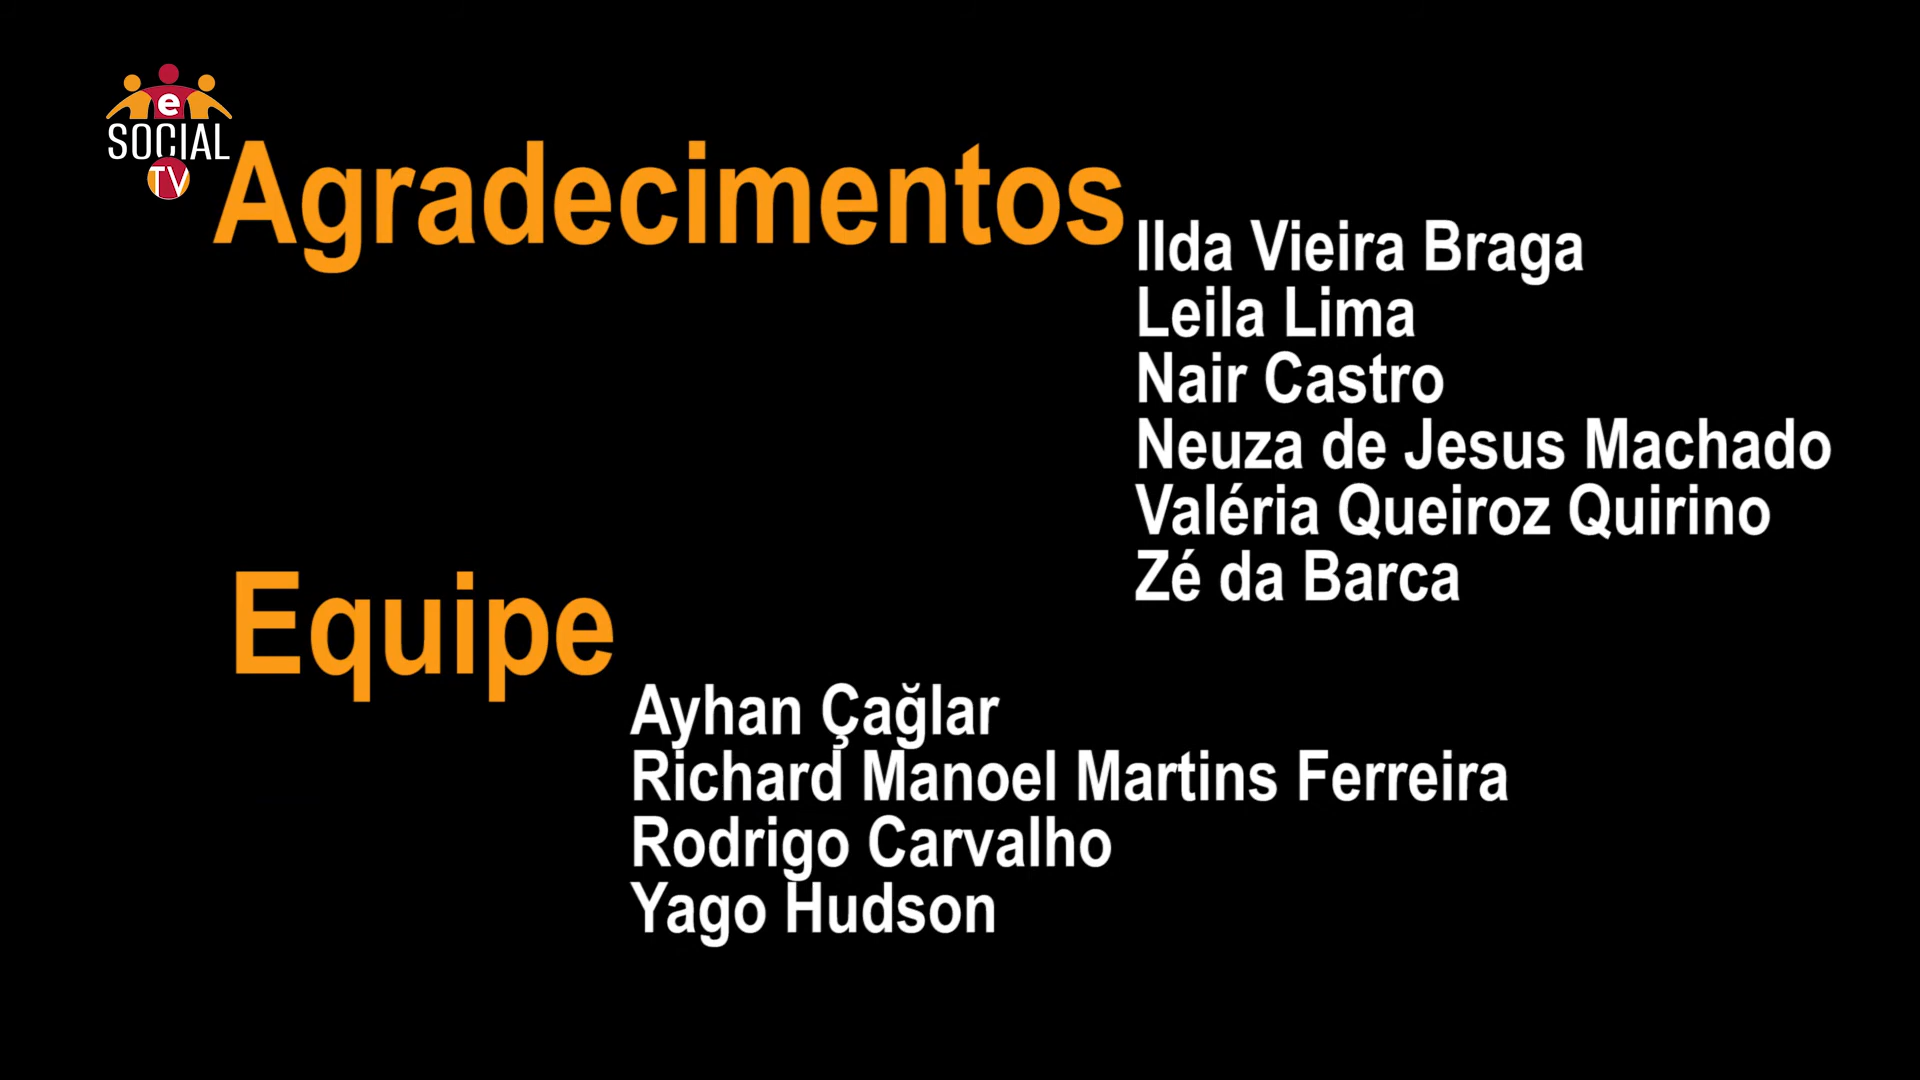 e
SOCIAL
TV
Agradecimentos
Ilda Vieira Braga
Leila Lima
Nair Castro
Neuza de Jesus Machado
Valéria Queiroz Quirino
Zé da Barca
Equipe
Ayhan Çağlar
Richard Manoel Martins Ferreira
Rodrigo Carvalho
Yago Hudson